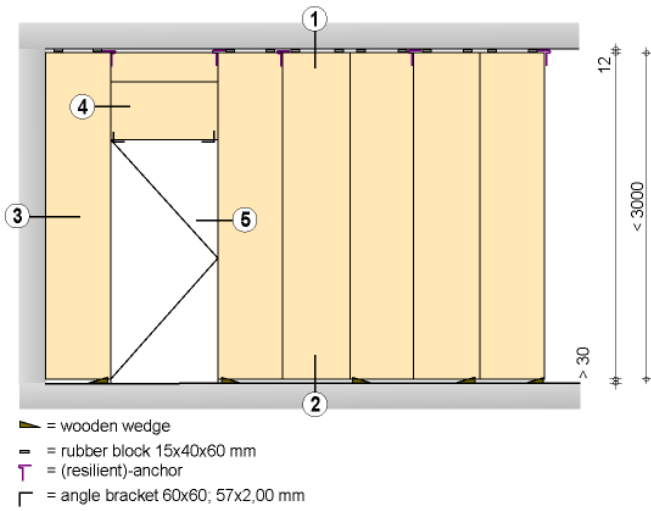 1
12
4
3
5
< 3000
> 30
2
= wooden wedge
= rubber block 15x40x60 mm
= (resilient)-anchor
= angle bracket 60x60; 57x2,00 mm